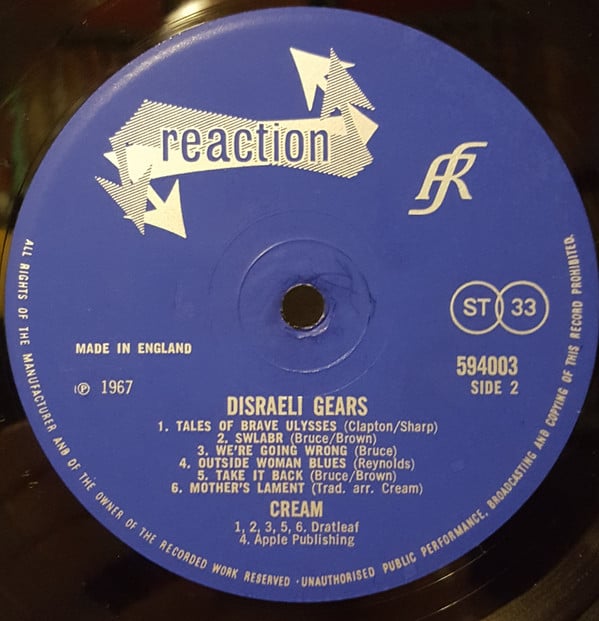 reaction
ST 33
MADE IN ENGLAND
℗ 1967
594003
SIDE 2
DISRAELI GEARS
1. TALES OF BRAVE ULYSSES (Clapton/Sharp)
2. SWLABR (Bruce/Brown)
3. WE'RE GOING WRONG (Bruce)
4. OUTSIDE WOMAN BLUES (Reynolds)
5. TAKE IT BACK (Bruce/Brown)
6. MOTHER'S LAMENT (Trad. arr. Cream)
CREAM
1, 2, 3, 5, 6. Dratleaf
4. Apple Publishing
ALL RIGHTS OF THE MANUFACTURER AND OF THE OWNER OF THE RECORDED WORK RESERVED · UNAUTHORISED PUBLIC PERFORMANCE, BROADCASTING AND COPYING OF THIS RECORD PROHIBITED.